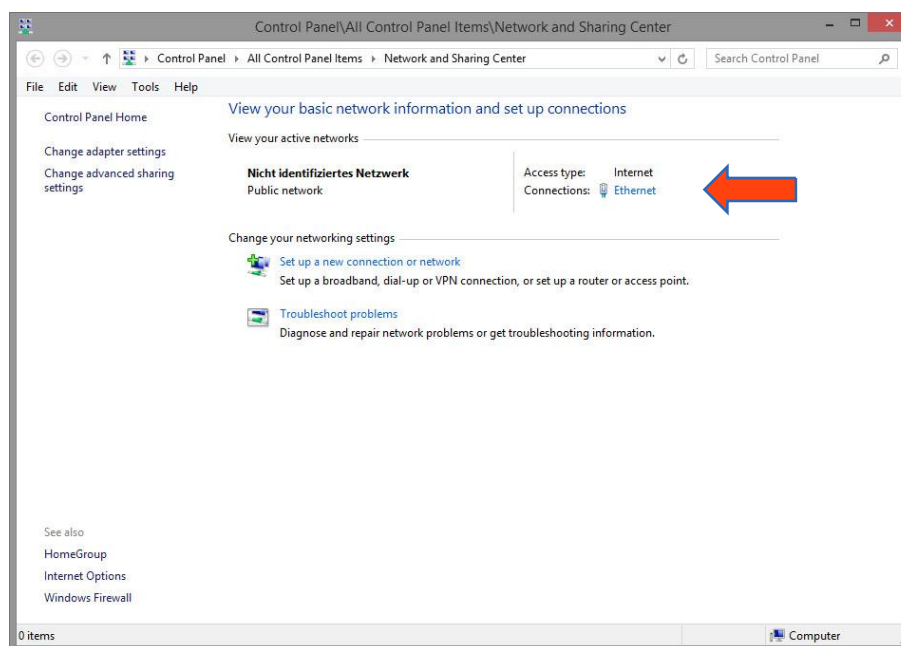 Control Panel\All Control Panel Items\Network and Sharing Center
Control Panel All Control Panel Items Network and Sharing Center
Search Control Panel
File Edit View Tools Help
Control Panel Home
Change adapter settings
Change advanced sharing
settings
View your basic network information and set up connections
View your active networks
Nicht identifiziertes Netzwerk
Public network
Access type: Internet
Connections: Ethernet
Change your networking settings
Set up a new connection or network
Set up a broadband, dial-up or VPN connection, or set up a router or access point.
Troubleshoot problems
Diagnose and repair network problems or get troubleshooting information.
See also
HomeGroup
Internet Options
Windows Firewall
0 items
Computer